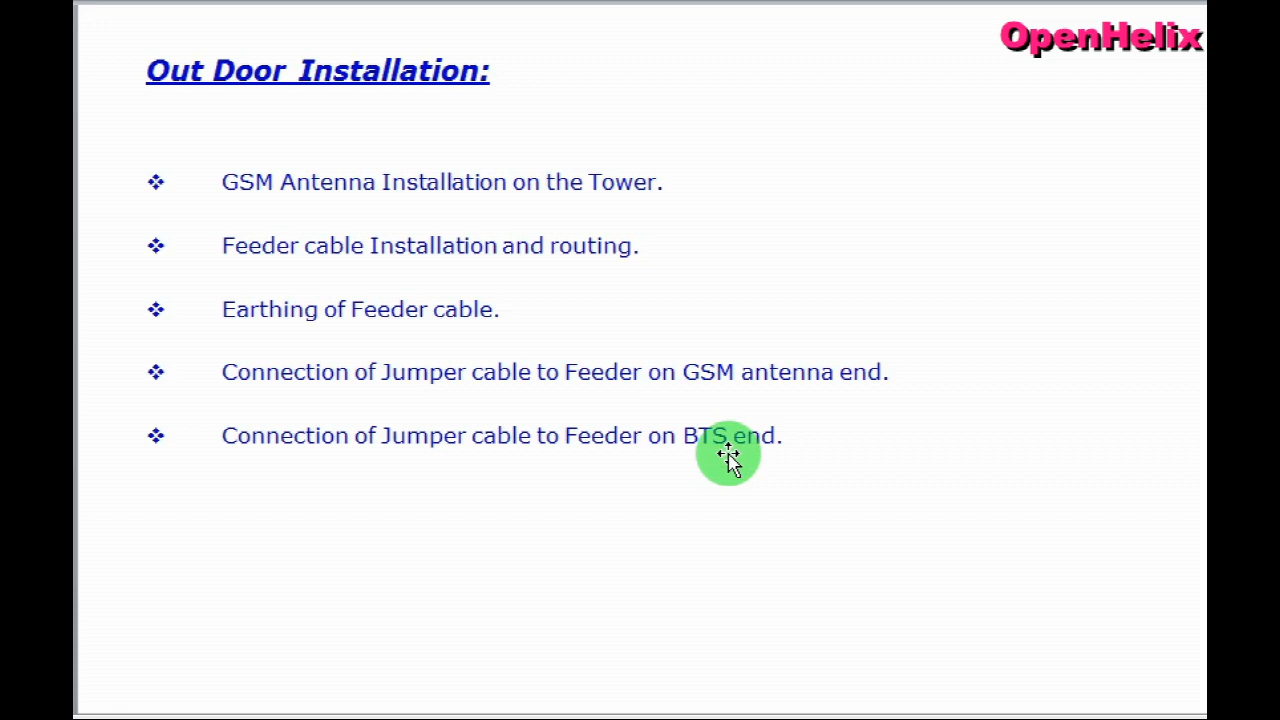 OpenHelix
Out Door Installation:
❖ GSM Antenna Installation on the Tower.
❖ Feeder cable Installation and routing.
❖ Earthing of Feeder cable.
❖ Connection of Jumper cable to Feeder on GSM antenna end.
❖ Connection of Jumper cable to Feeder on BTS end.